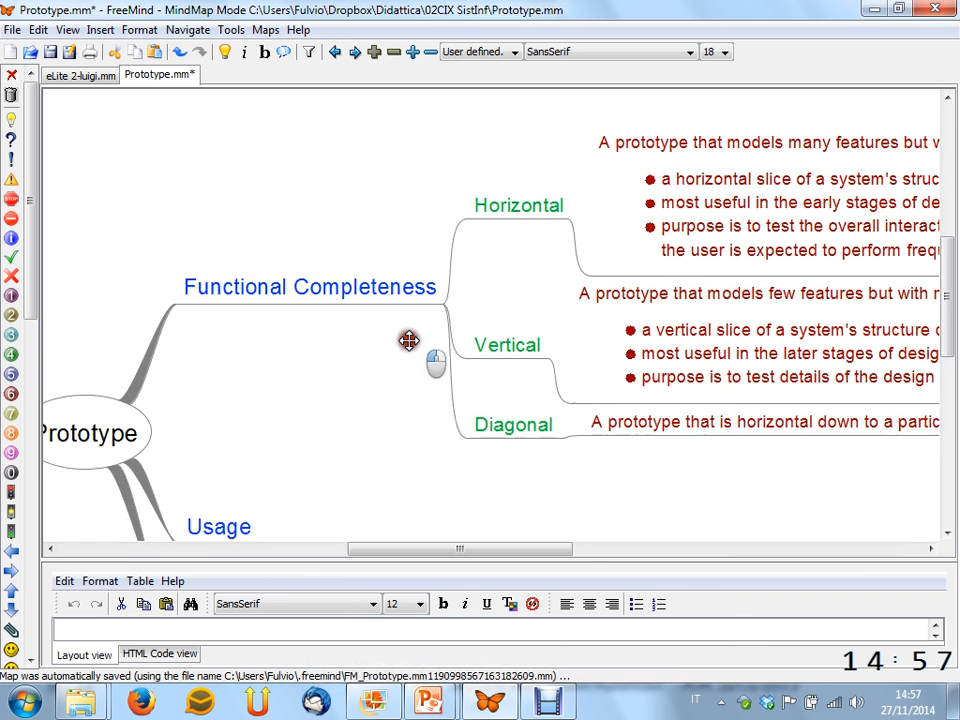 Prototype.mm* - FreeMind - MindMap Mode C:\Users\Fulvio\Dropbox\Didattica\02CIX SistInf\Prototype.mm
File Edit View Insert Format Navigate Tools Maps Help
User defined. SansSerif 18
eLite 2-luigi.mm Prototype.mm*
A prototype that models many features but w
a horizontal slice of a system's struc
most useful in the early stages of de
purpose is to test the overall interact
the user is expected to perform freq
Horizontal
Functional Completeness
A prototype that models few features but with m
a vertical slice of a system's structure
most useful in the later stages of desig
purpose is to test details of the design
Vertical
Diagonal
A prototype that is horizontal down to a partic
Prototype
Usage
Edit Format Table Help
SansSerif 12
Layout view HTML Code view
14:57
Map was automatically saved (using the file name C:\Users\Fulvio\.freemind\FM_Prototype.mm1190998567163182609.mm) ...
IT
14:57
27/11/2014